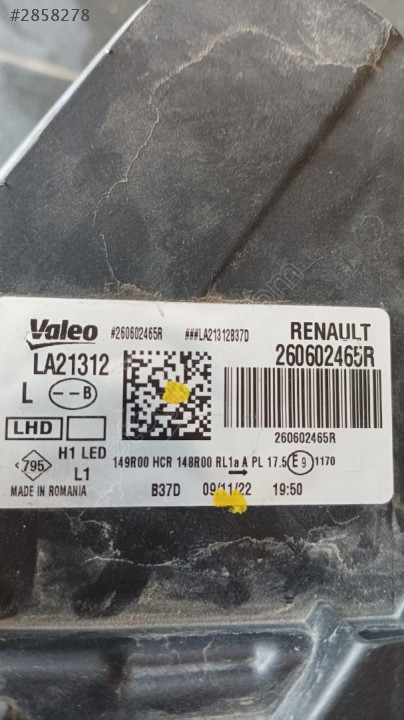 #2858278
Valeo #260602465R ###LA21312B37D RENAULT
LA21312 260602465R
L --B
LHD
260602465R
H1 LED 149R00 HCR 148R00 RL1a A PL 17.5 E9 1170
795 L1
MADE IN ROMANIA B37D 09/11/22 19:50